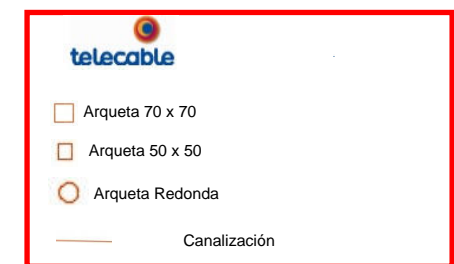 telecable
Arqueta 70 x 70
Arqueta 50 x 50
Arqueta Redonda
Canalización